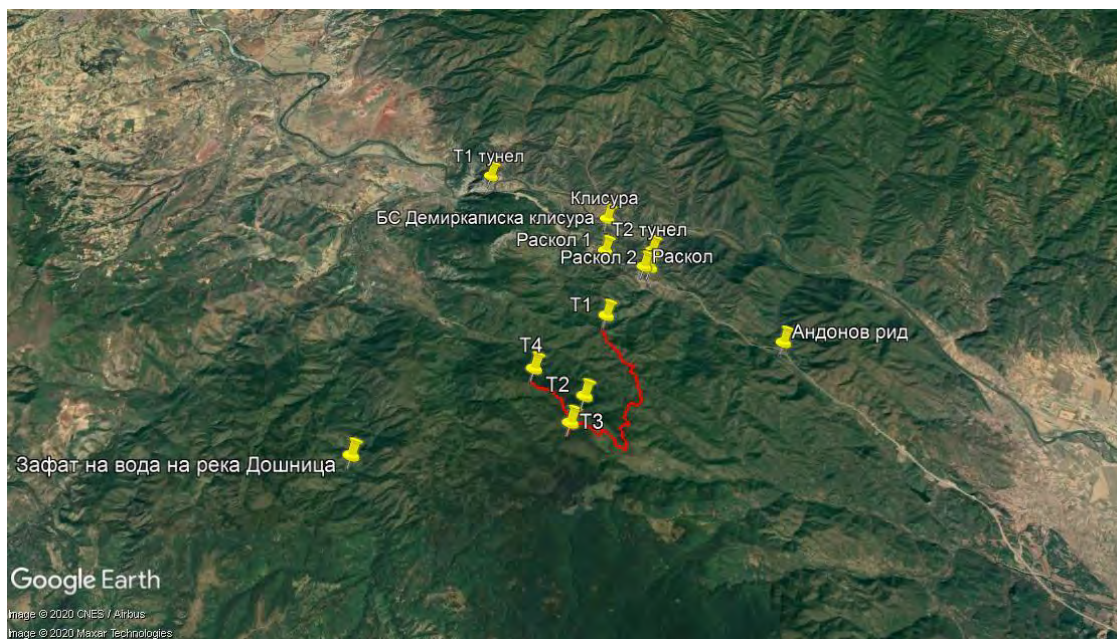 Т1 тунел
Клисура
БС Демиркаписка клисура
Т2 тунел
Раскол 1
Раскол 2
Раскол
Т1
Андонов рид
Т4
Т2
Т3
Зафат на вода на река Дошница
Google Earth
Image © 2020 CNES / Airbus
Image © 2020 Maxar Technologies